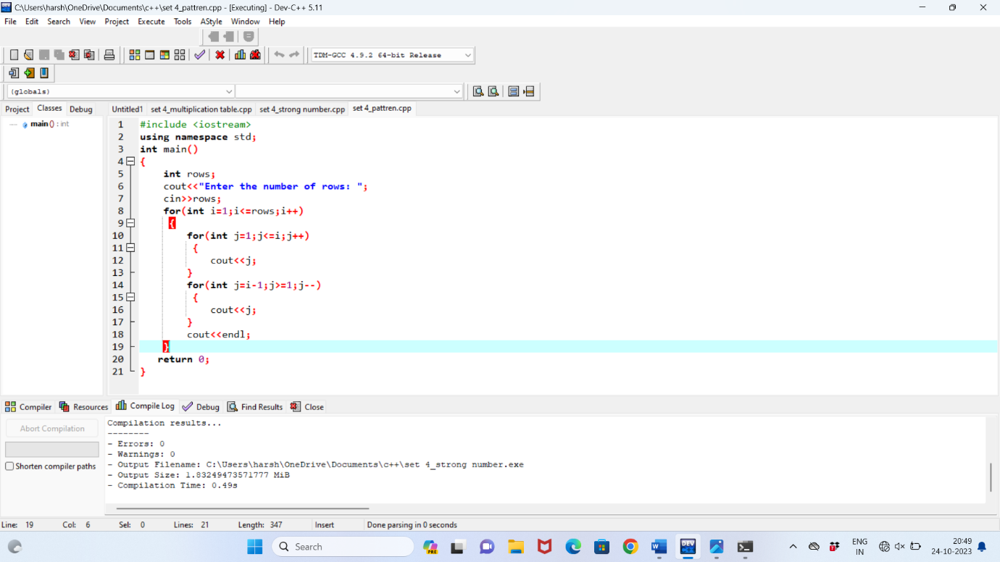 C:\Users\harsh\OneDrive\Documents\c++\set 4_pattren.cpp - [Executing] - Dev-C++ 5.11
File Edit Search View Project Execute Tools AStyle Window Help
TDM-GCC 4.9.2 64-bit Release
(globals)
Project Classes Debug
Untitled1 set 4_multiplication table.cpp set 4_strong number.cpp set 4_pattren.cpp
main () : int
1 #include <iostream>
2 using namespace std;
3 int main()
4 {
5 int rows;
6 cout<<"Enter the number of rows: ";
7 cin>>rows;
8 for(int i=1;i<=rows;i++)
9 {
10 for(int j=1;j<=i;j++)
11 {
12 cout<<j;
13 }
14 for(int j=i-1;j>=1;j--)
15 {
16 cout<<j;
17 }
18 cout<<endl;
19 }
20 return 0;
21 }
Compiler Resources Compile Log Debug Find Results Close
Abort Compilation
Shorten compiler paths
Compilation results...
--------
- Errors: 0
- Warnings: 0
- Output Filename: C:\Users\harsh\OneDrive\Documents\c++\set 4_strong number.exe
- Output Size: 1.83249473571777 MiB
- Compilation Time: 0.49s
Line: 19 Col: 6 Sel: 0 Lines: 21 Length: 347 Insert Done parsing in 0 seconds
Search
PRE
DEV
ENG
IN
20:49
24-10-2023